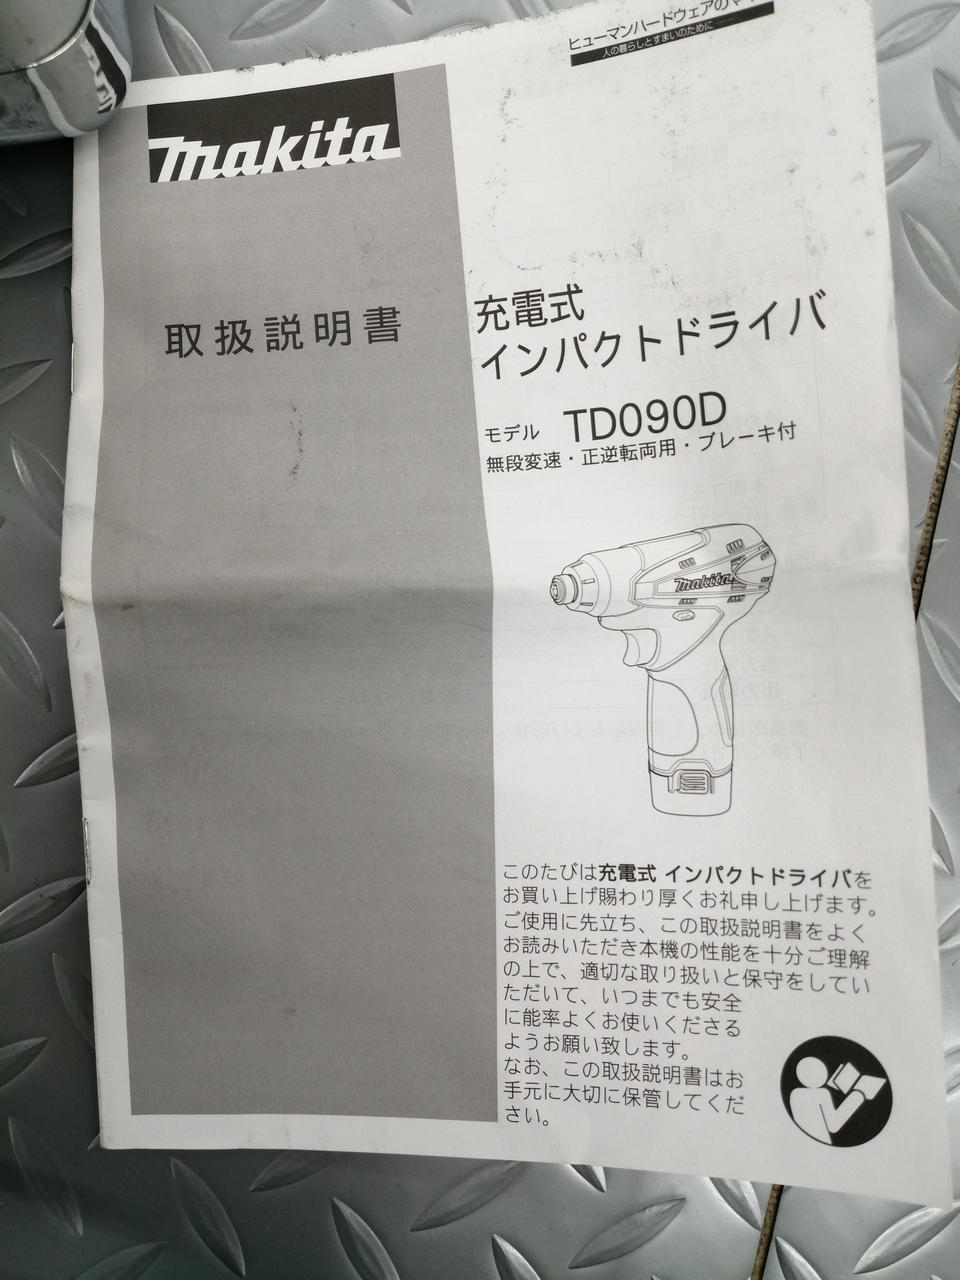 ヒューマンハードウェアの
人の暮らしとすまいのために ……
makita
取扱説明書
充電式
インパクトドライバ
モデル TD090D
無段変速・正逆転両用・ブレーキ付
makita
このたびは充電式 インパクトドライバを
お買い上げ賜わり厚くお礼申し上げます。
ご使用に先立ち、この取扱説明書をよく
お読みいただき本機の性能を十分ご理解
の上で、適切な取り扱いと保守をしてい
ただいて、いつまでも安全
に能率よくお使いくださる
ようお願い致します。
なお、この取扱説明書はお
手元に大切に保管してくだ
さい。